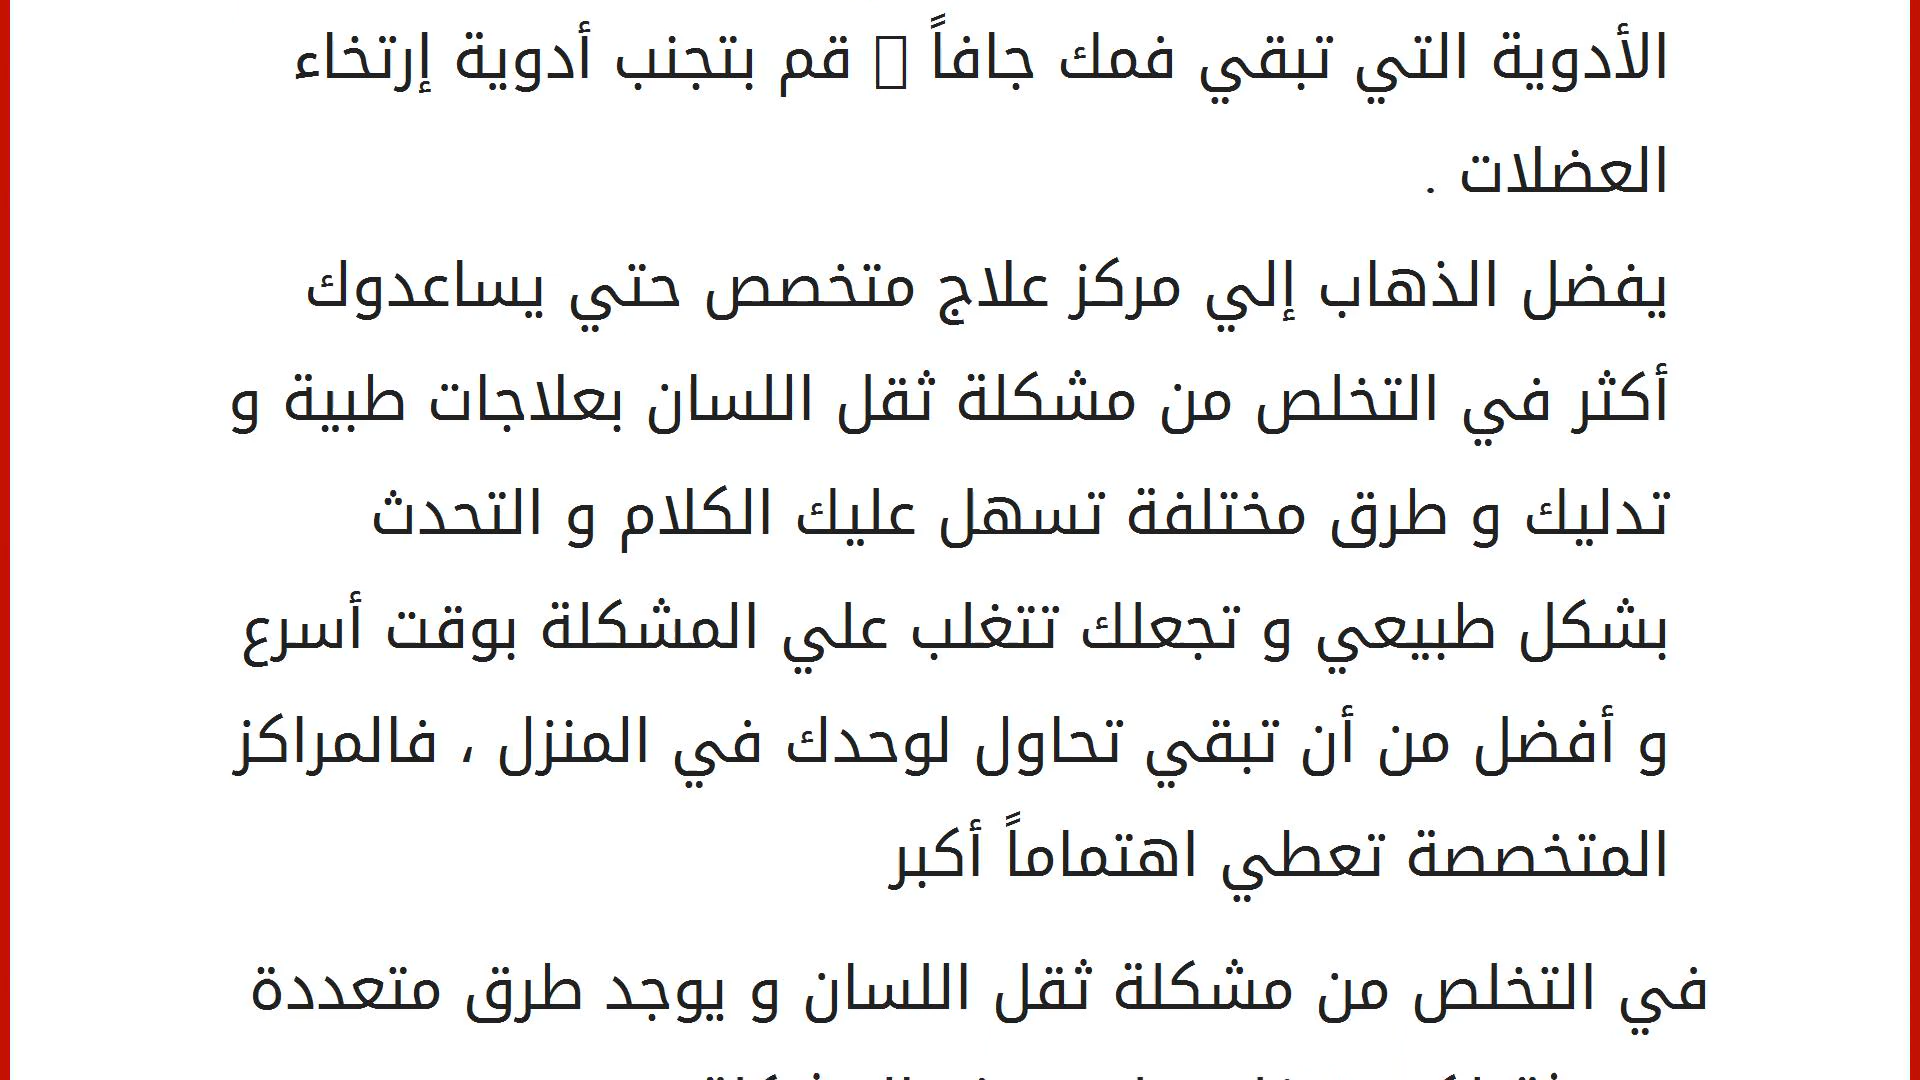 الأدوية التي تبقي فمك جافاً ▯ قم بتجنب أدوية إرتخاء
العضلات .
يفضل الذهاب إلي مركز علاج متخصص حتي يساعدوك
أكثر في التخلص من مشكلة ثقل اللسان بعلاجات طبية و
تدليك و طرق مختلفة تسهل عليك الكلام و التحدث
بشكل طبيعي و تجعلك تتغلب علي المشكلة بوقت أسرع
و أفضل من أن تبقي تحاول لوحدك في المنزل ، فالمراكز
المتخصصة تعطي اهتماماً أكبر
في التخلص من مشكلة ثقل اللسان و يوجد طرق متعددة